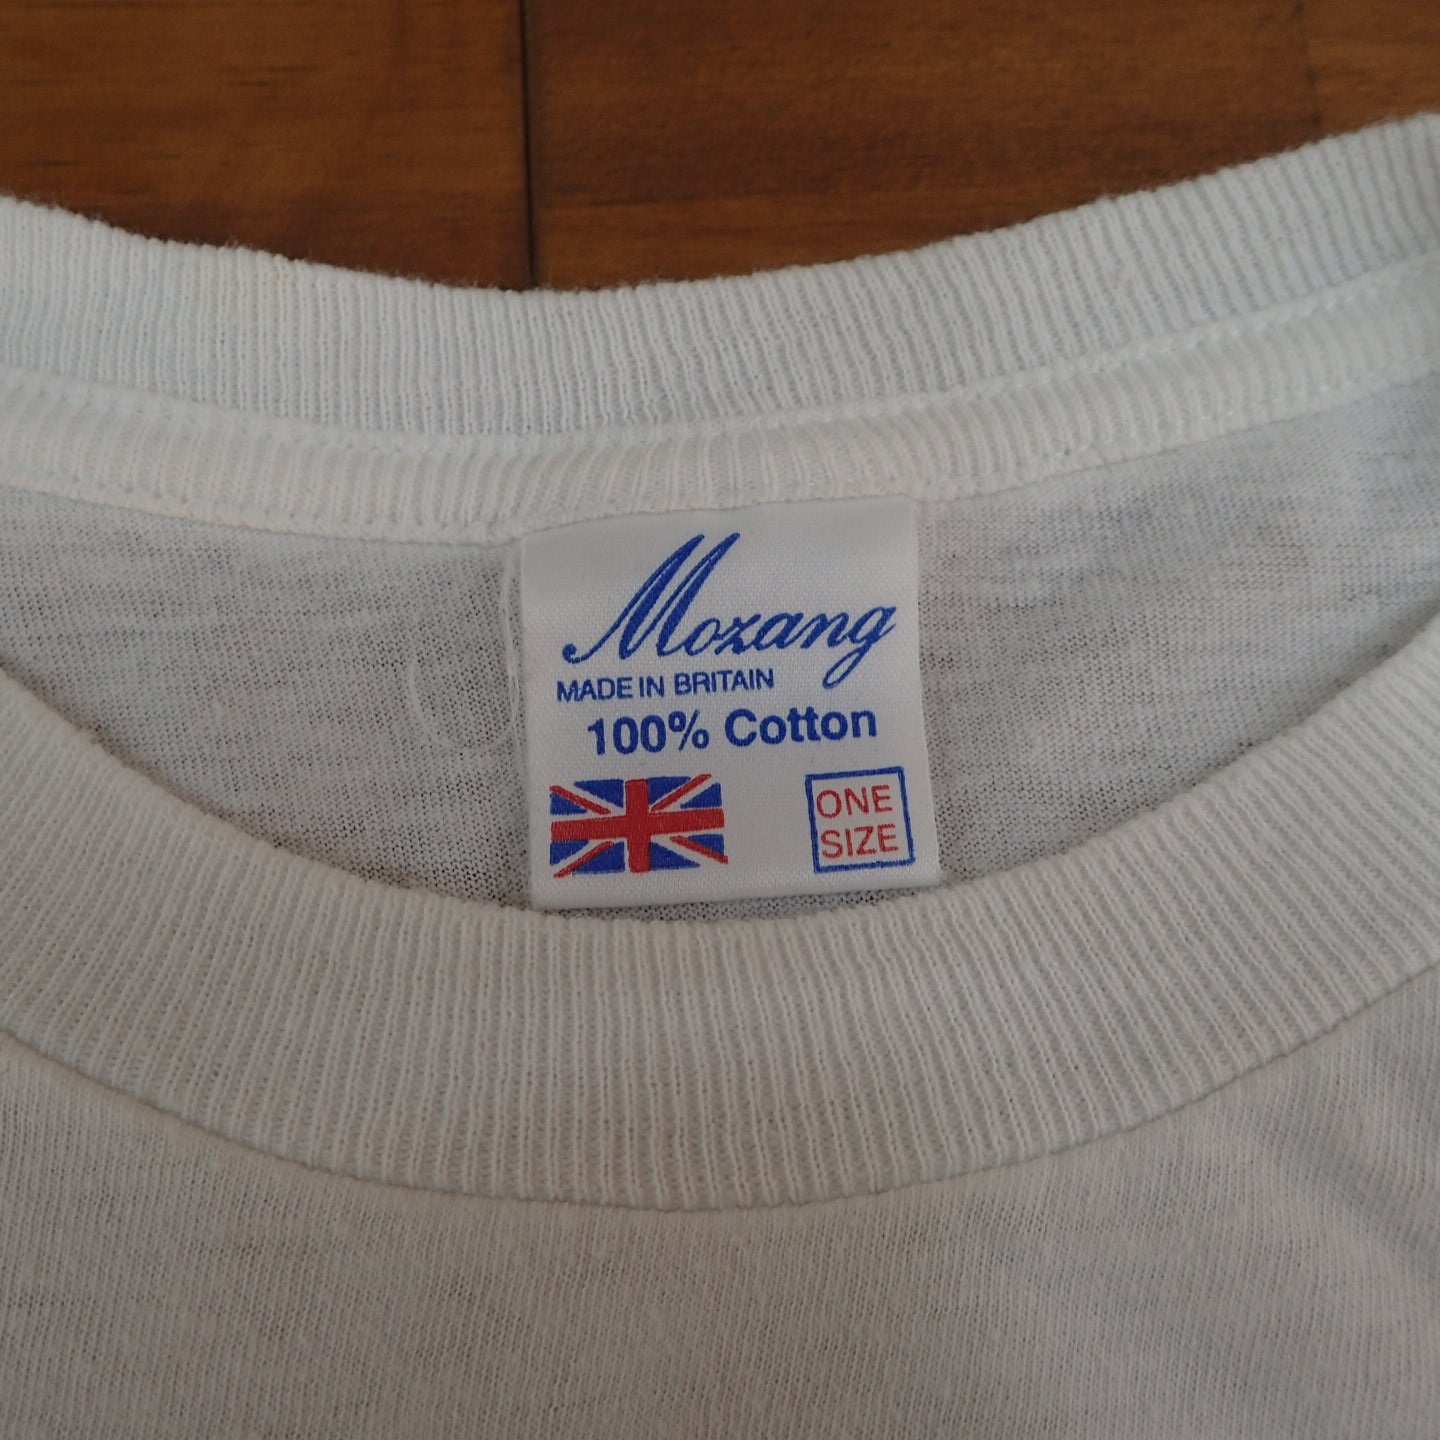 Mozang
MADE IN BRITAIN
100% Cotton
ONE
SIZE